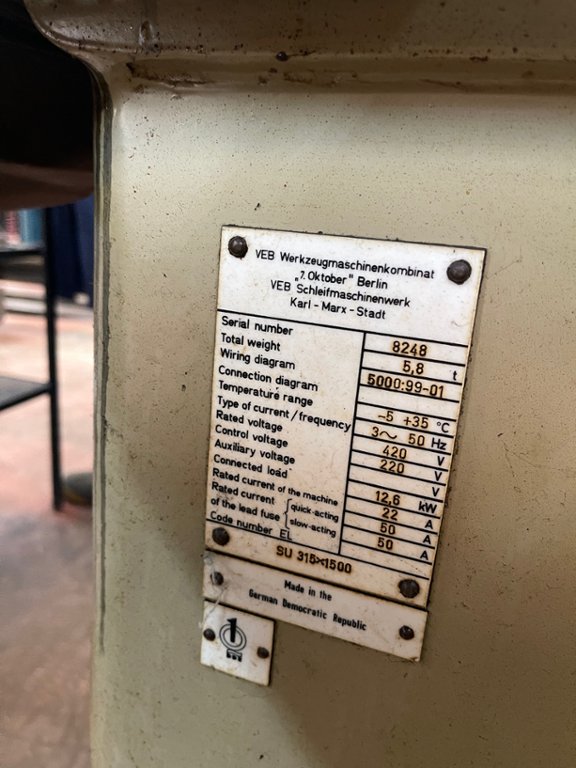 VEB Werkzeugmaschinenkombinat
„7. Oktober" Berlin
VEB Schleifmaschinenwerk
Karl-Marx-Stadt
Serial number 8248
Total weight 5,8 t
Wiring diagram 5000:99-01
Connection diagram
Temperature range -5 +35 °C
Type of current/frequency 3~ 50 Hz
Rated voltage 420 V
Control voltage 220 V
Auxiliary voltage V
Connected load 12,6 kW
Rated current of the machine 22 A
Rated current quick-acting 50 A
of the lead fuse slow-acting 50 A
Code number EL
SU 315×1500
Made in the
German Democratic Republic
1